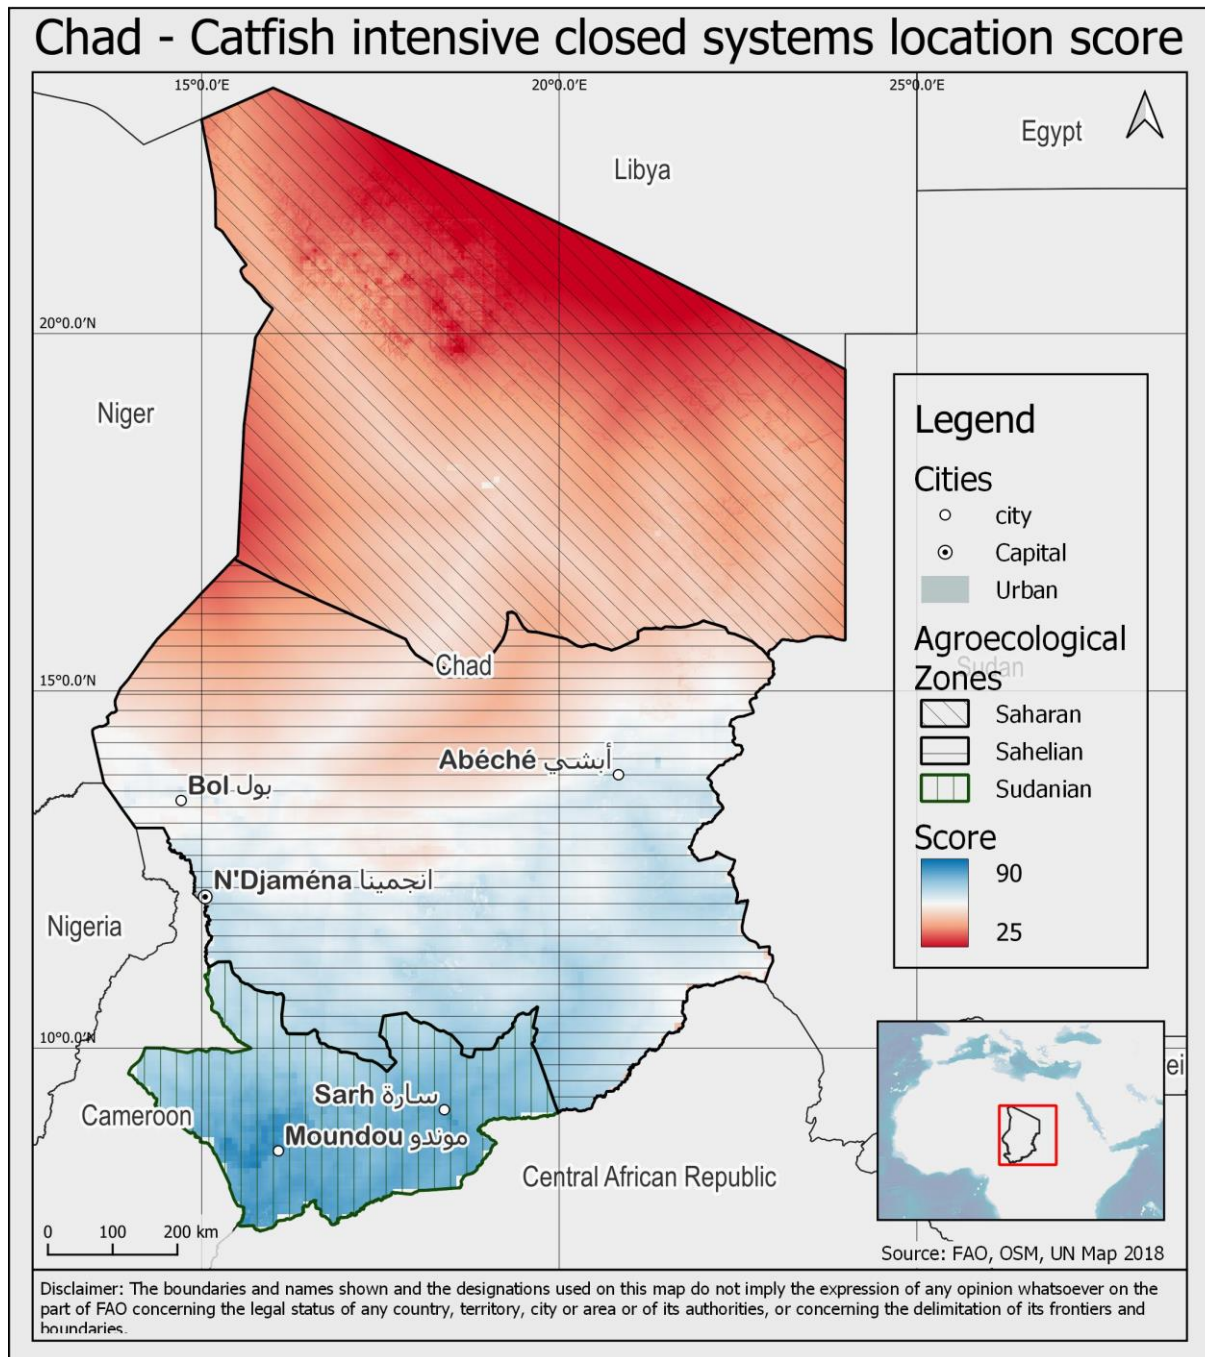 Chad - Catfish intensive closed systems location score
15°0.0'E
20°0.0'E
25°0.0'E
Egypt
Libya
20°0.0'N
Niger
Legend
Cities
city
Capital
Urban
Agroecological
Zones
Sudan
Saharan
Sahelian
Sudanian
Score
90
25
Chad
15°0.0'N
Abéché أبشي
Bol بول
N'Djaména انجمينا
Nigeria
10°0.0'N
Sarh سارة
Cameroon
Moundou موندو
Central African Republic
ei
0 100 200 km
Source: FAO, OSM, UN Map 2018
Disclaimer: The boundaries and names shown and the designations used on this map do not imply the expression of any opinion whatsoever on the
part of FAO concerning the legal status of any country, territory, city or area or of its authorities, or concerning the delimitation of its frontiers and
boundaries.